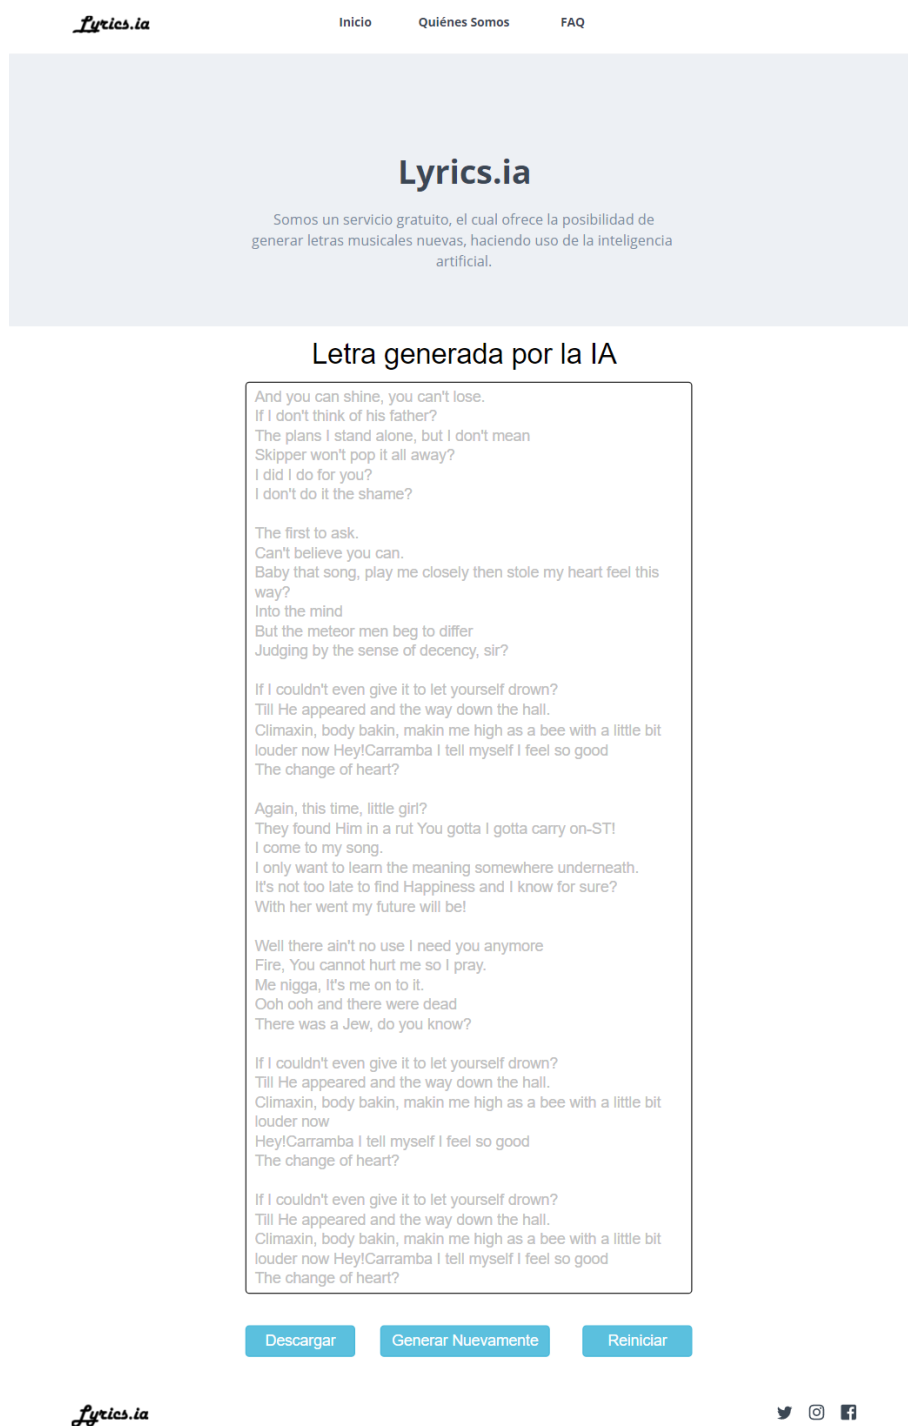 Lyrics.ia
Inicio Quiénes Somos FAQ
Lyrics.ia
Somos un servicio gratuito, el cual ofrece la posibilidad de
generar letras musicales nuevas, haciendo uso de la inteligencia
artificial.
Letra generada por la IA
And you can shine, you can't lose.
If I don't think of his father?
The plans I stand alone, but I don't mean
Skipper won't pop it all away?
I did I do for you?
I don't do it the shame?
The first to ask.
Can't believe you can.
Baby that song, play me closely then stole my heart feel this
way?
Into the mind
But the meteor men beg to differ
Judging by the sense of decency, sir?
If I couldn't even give it to let yourself drown?
Till He appeared and the way down the hall.
Climaxin, body bakin, makin me high as a bee with a little bit
louder now Hey!Carramba I tell myself I feel so good
The change of heart?
Again, this time, little girl?
They found Him in a rut You gotta I gotta carry on-ST!
I come to my song.
I only want to learn the meaning somewhere underneath.
It's not too late to find Happiness and I know for sure?
With her went my future will be!
Well there ain't no use I need you anymore
Fire, You cannot hurt me so I pray.
Me nigga, It's me on to it.
Ooh ooh and there were dead
There was a Jew, do you know?
If I couldn't even give it to let yourself drown?
Till He appeared and the way down the hall.
Climaxin, body bakin, makin me high as a bee with a little bit
louder now
Hey!Carramba I tell myself I feel so good
The change of heart?
If I couldn't even give it to let yourself drown?
Till He appeared and the way down the hall.
Climaxin, body bakin, makin me high as a bee with a little bit
louder now Hey!Carramba I tell myself I feel so good
The change of heart?
Descargar Generar Nuevamente Reiniciar
Lyrics.ia